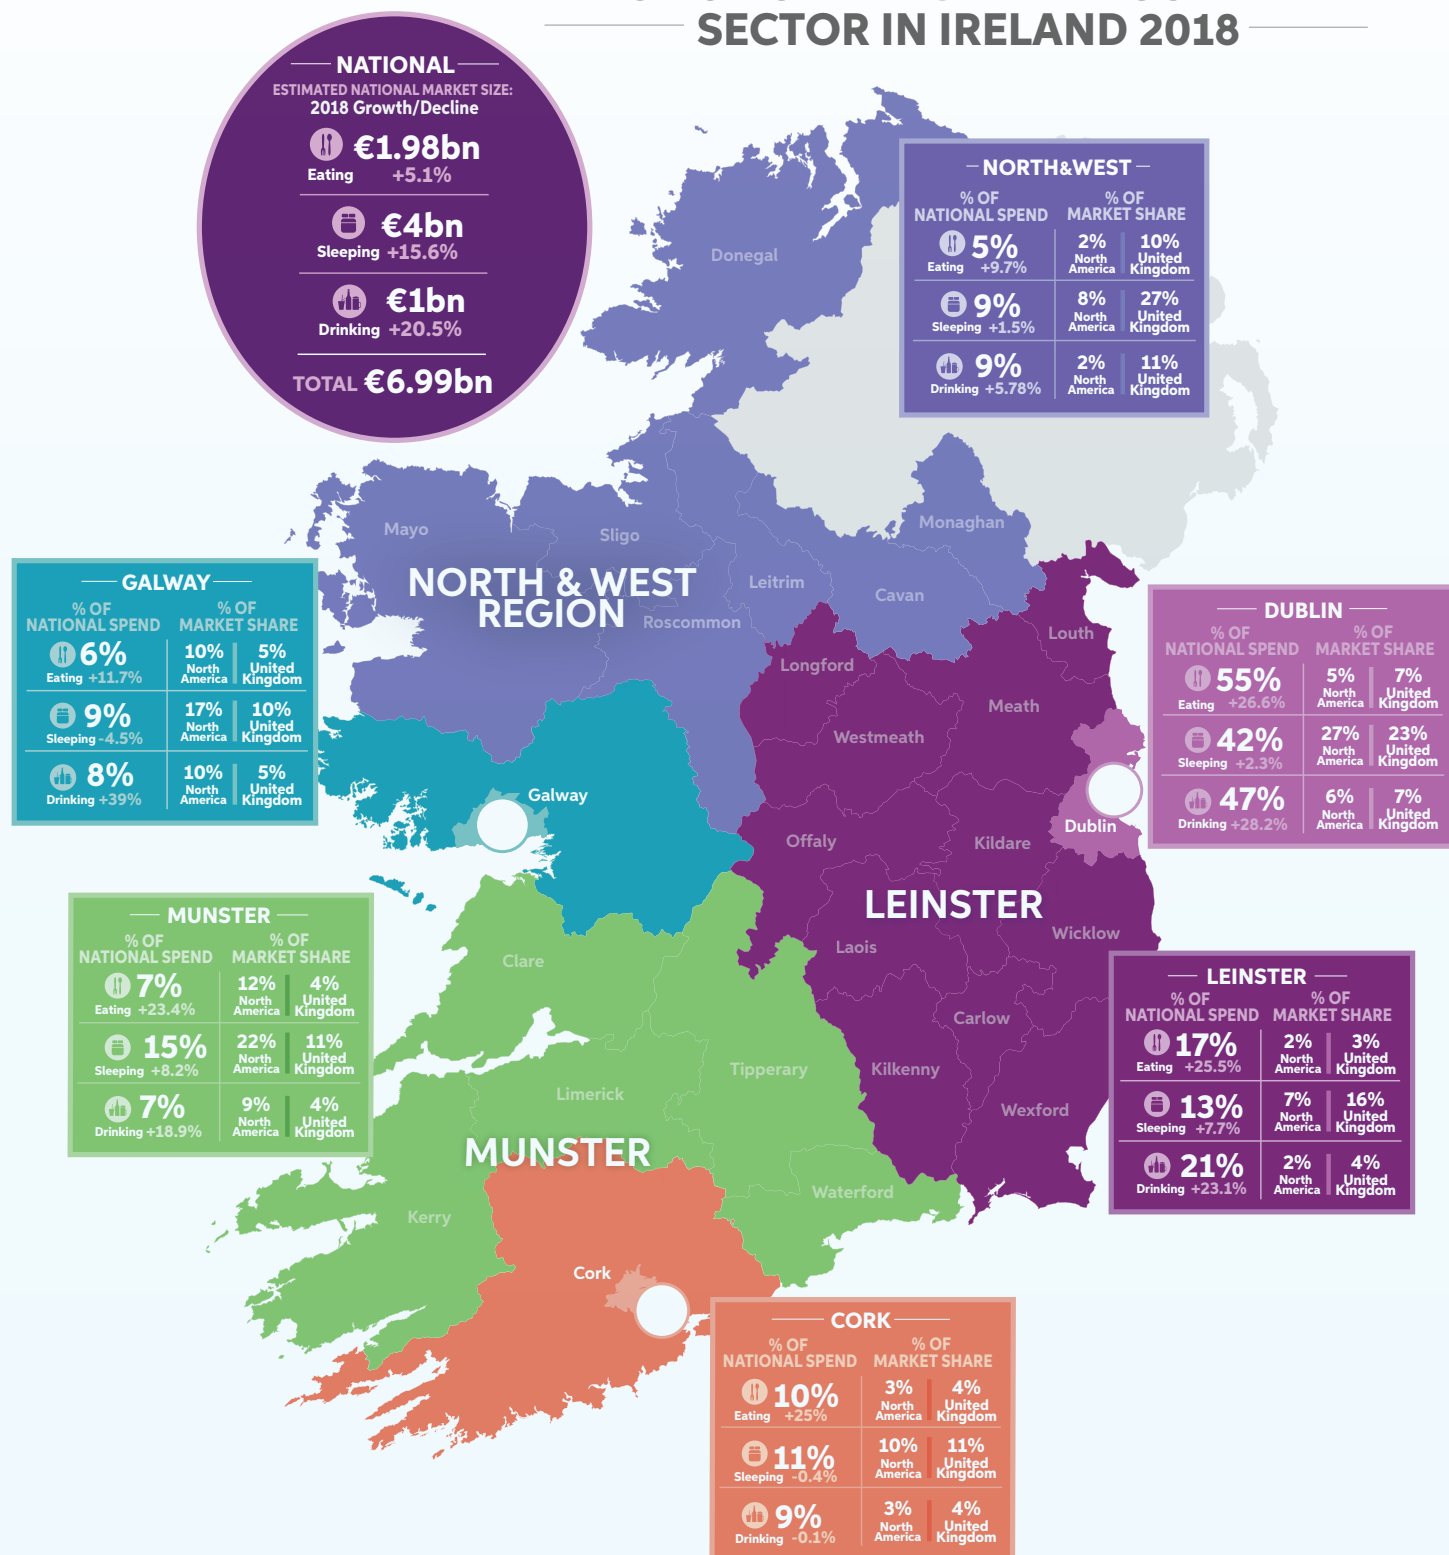 SECTOR IN IRELAND 2018
NATIONAL
ESTIMATED NATIONAL MARKET SIZE:
2018 Growth/Decline
€1.98bn
Eating +5.1%
€4bn
Sleeping +15.6%
€1bn
Drinking +20.5%
TOTAL €6.99bn
NORTH&WEST
% OF NATIONAL SPEND
% OF MARKET SHARE
5%
Eating +9.7%
2% North America
10% United Kingdom
9%
Sleeping +1.5%
8% North America
27% United Kingdom
9%
Drinking +5.78%
2% North America
11% United Kingdom
Donegal
Mayo
Sligo
Monaghan
Leitrim
Cavan
NORTH & WEST
REGION
Roscommon
GALWAY
% OF NATIONAL SPEND
% OF MARKET SHARE
6%
Eating +11.7%
10% North America
5% United Kingdom
9%
Sleeping -4.5%
17% North America
10% United Kingdom
8%
Drinking +39%
10% North America
5% United Kingdom
Louth
Longford
Meath
Westmeath
Galway
Dublin
Offaly
Kildare
LEINSTER
Wicklow
Laois
Carlow
Kilkenny
Wexford
DUBLIN
% OF NATIONAL SPEND
% OF MARKET SHARE
55%
Eating +26.6%
5% North America
7% United Kingdom
42%
Sleeping +2.3%
27% North America
23% United Kingdom
47%
Drinking +28.2%
6% North America
7% United Kingdom
MUNSTER
% OF NATIONAL SPEND
% OF MARKET SHARE
7%
Eating +23.4%
12% North America
4% United Kingdom
15%
Sleeping +8.2%
22% North America
11% United Kingdom
7%
Drinking +18.9%
9% North America
4% United Kingdom
Clare
Tipperary
Limerick
MUNSTER
Waterford
Kerry
Cork
LEINSTER
% OF NATIONAL SPEND
% OF MARKET SHARE
17%
Eating +25.5%
2% North America
3% United Kingdom
13%
Sleeping +7.7%
7% North America
16% United Kingdom
21%
Drinking +23.1%
2% North America
4% United Kingdom
CORK
% OF NATIONAL SPEND
% OF MARKET SHARE
10%
Eating +25%
3% North America
4% United Kingdom
11%
Sleeping -0.4%
10% North America
11% United Kingdom
9%
Drinking -0.1%
3% North America
4% United Kingdom